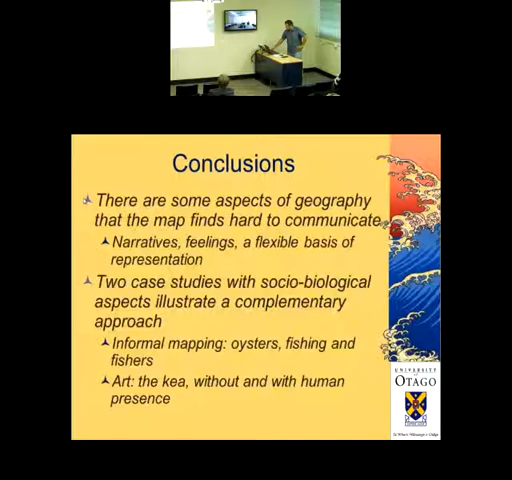 Conclusions
There are some aspects of geography
that the map finds hard to communicate
Narratives, feelings, a flexible basis of
representation
Two case studies with socio-biological
aspects illustrate a complementary
approach
Informal mapping: oysters, fishing and
fishers
Art: the kea, without and with human
presence
UNIVERSITY
of
OTAGO